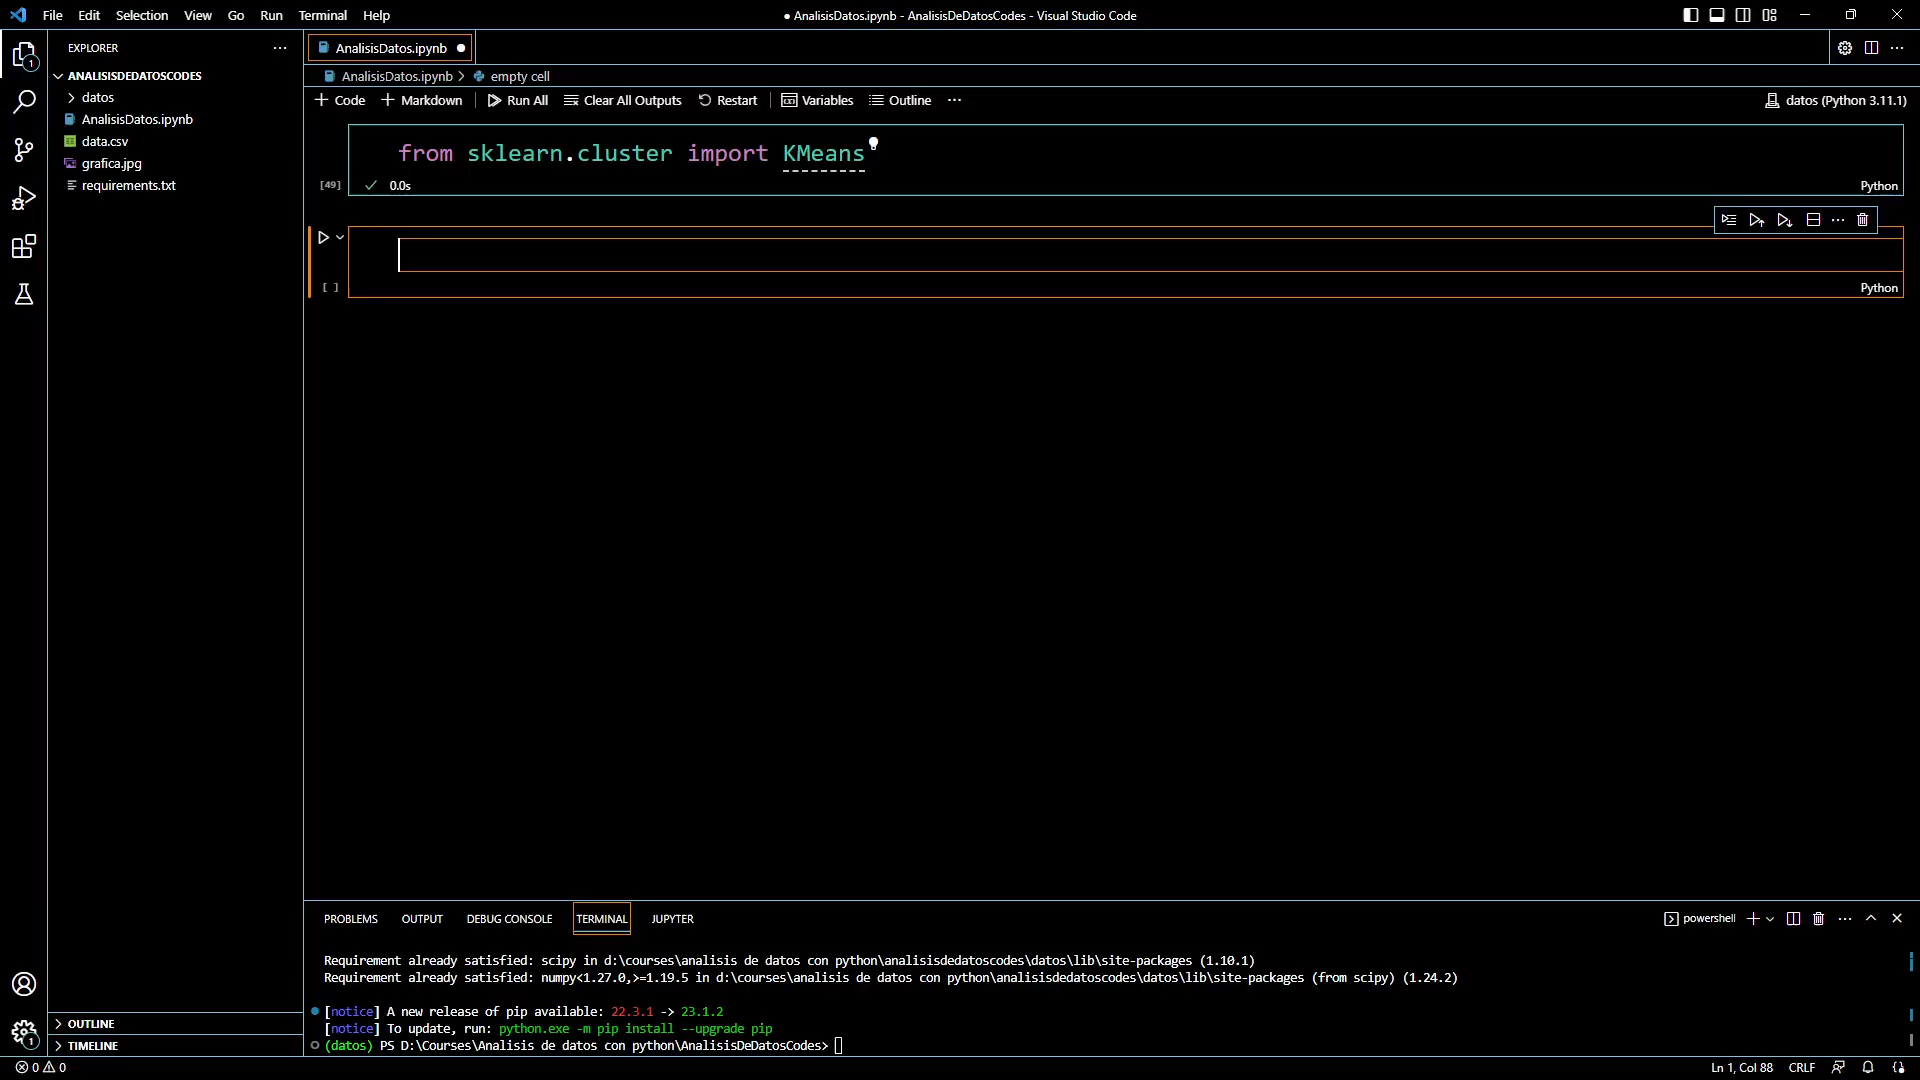 File Edit Selection View Go Run Terminal Help
● AnalisisDatos.ipynb - AnalisisDeDatosCodes - Visual Studio Code
EXPLORER
ANALISISDEDATOSCODES
datos
AnalisisDatos.ipynb
data.csv
grafica.jpg
requirements.txt
OUTLINE
TIMELINE
1
1
AnalisisDatos.ipynb
AnalisisDatos.ipynb > empty cell
+ Code + Markdown Run All Clear All Outputs Restart Variables Outline ...
datos (Python 3.11.1)
from sklearn.cluster import KMeans
[49] ✓ 0.0s Python
[ ] Python
PROBLEMS OUTPUT DEBUG CONSOLE TERMINAL JUPYTER
powershell
Requirement already satisfied: scipy in d:\courses\analisis de datos con python\analisisdedatoscodes\datos\lib\site-packages (1.10.1)
Requirement already satisfied: numpy<1.27.0,>=1.19.5 in d:\courses\analisis de datos con python\analisisdedatoscodes\datos\lib\site-packages (from scipy) (1.24.2)
[notice] A new release of pip available: 22.3.1 -> 23.1.2
[notice] To update, run: python.exe -m pip install --upgrade pip
(datos) PS D:\Courses\Analisis de datos con python\AnalisisDeDatosCodes>
0 0
Ln 1, Col 88 CRLF